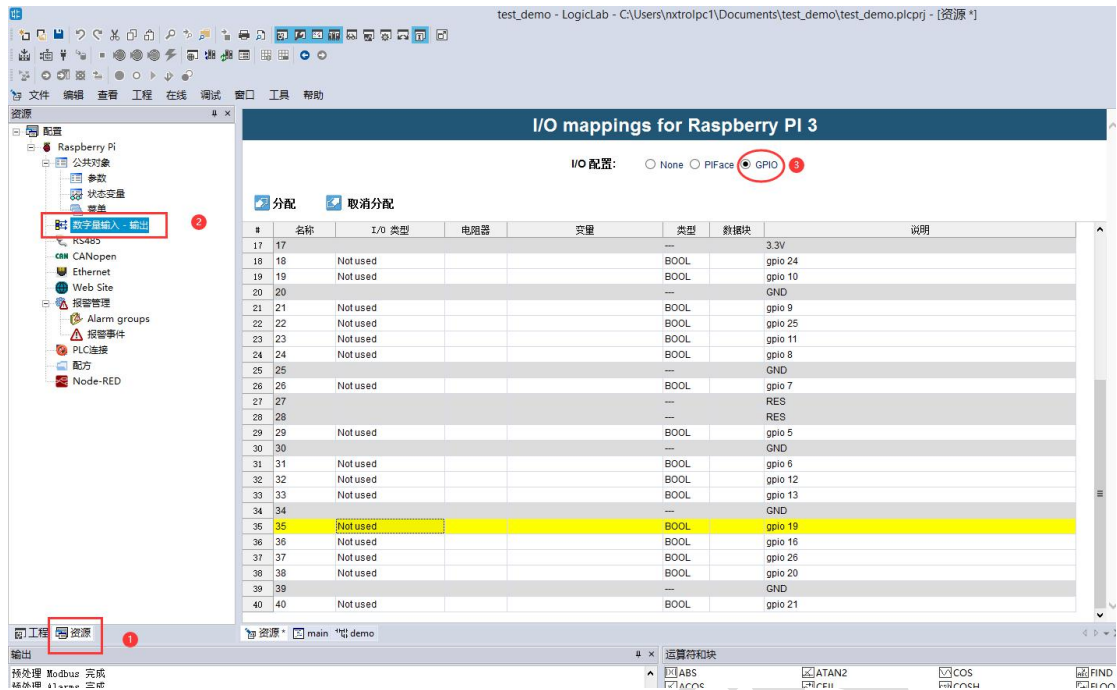 test_demo - LogicLab - C:\Users\nxtrolpc1\Documents\test_demo\test_demo.plcprj - [资源 *]
文件 编辑 查看 工程 在线 调试 窗口 工具 帮助
资源
配置
Raspberry Pi
公共对象
参数
状态变量
菜单
数字量输入 - 输出
2
RS485
CAN CANopen
Ethernet
Web Site
报警管理
Alarm groups
报警事件
PLC连接
配方
Node-RED
工程 资源
1
I/O mappings for Raspberry PI 3
I/O 配置: None PIFace GPIO 3
分配 取消分配
# 名称 I/O 类型 电阻器 变量 类型 数据块 说明
17 17 --- 3.3V
18 18 Not used BOOL gpio 24
19 19 Not used BOOL gpio 10
20 20 --- GND
21 21 Not used BOOL gpio 9
22 22 Not used BOOL gpio 25
23 23 Not used BOOL gpio 11
24 24 Not used BOOL gpio 8
25 25 --- GND
26 26 Not used BOOL gpio 7
27 27 --- RES
28 28 --- RES
29 29 Not used BOOL gpio 5
30 30 --- GND
31 31 Not used BOOL gpio 6
32 32 Not used BOOL gpio 12
33 33 Not used BOOL gpio 13
34 34 --- GND
35 35 Not used BOOL gpio 19
36 36 Not used BOOL gpio 16
37 37 Not used BOOL gpio 26
38 38 Not used BOOL gpio 20
39 39 --- GND
40 40 Not used BOOL gpio 21
资源 * main demo
输出
预处理 Modbus 完成
预处理 Alarms 完成
运算符和块
ABS ATAN2 COS FIND
ACOS CEIL COSH